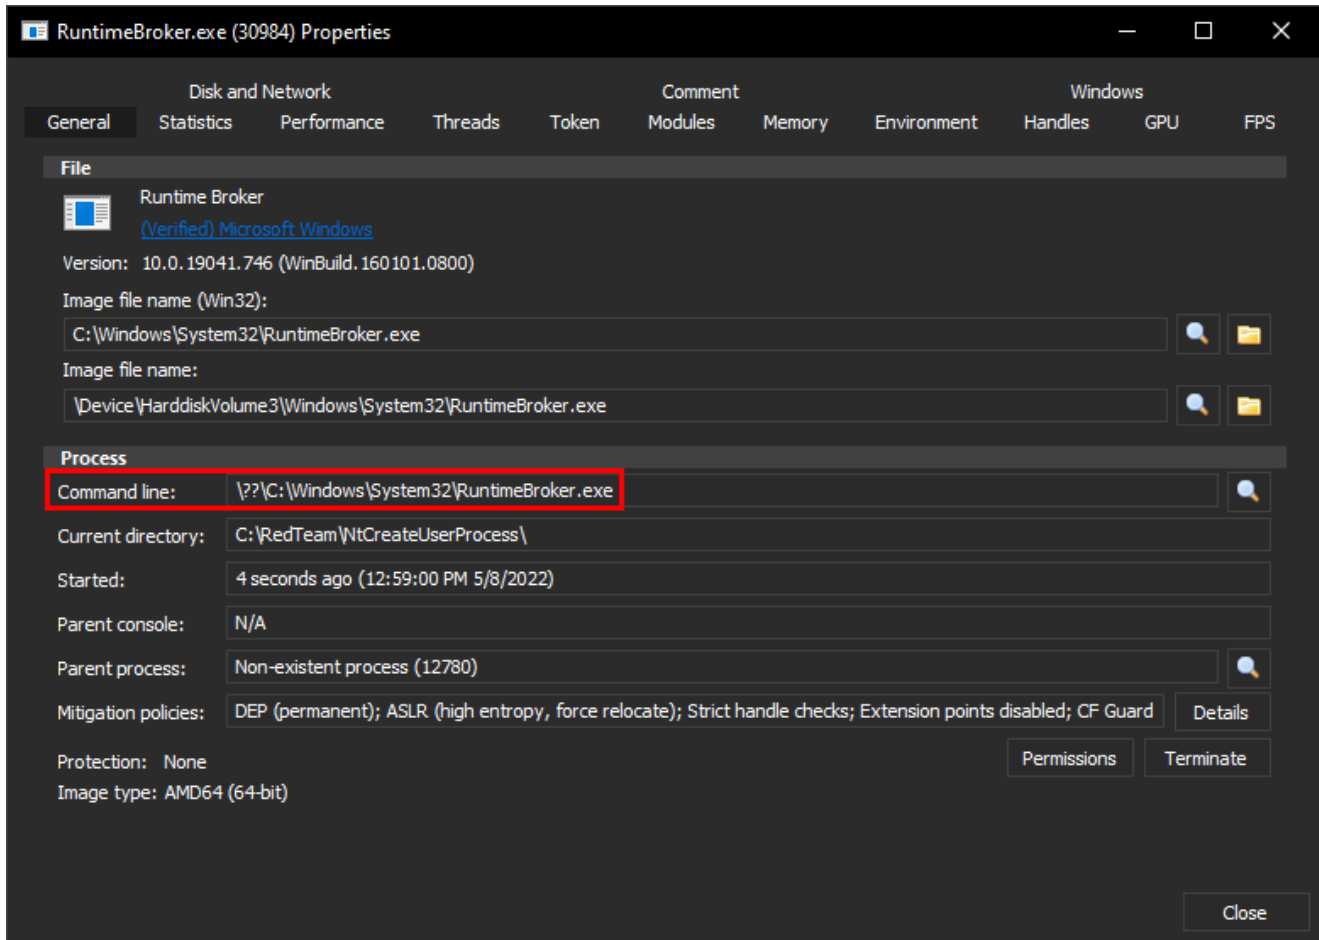 RuntimeBroker.exe (30984) Properties
Disk and Network Comment Windows
General Statistics Performance Threads Token Modules Memory Environment Handles GPU FPS
File
Runtime Broker
(Verified) Microsoft Windows
Version: 10.0.19041.746 (WinBuild.160101.0800)
Image file name (Win32):
C:\Windows\System32\RuntimeBroker.exe
Image file name:
\Device\HarddiskVolume3\Windows\System32\RuntimeBroker.exe
Process
Command line: \??\C:\Windows\System32\RuntimeBroker.exe
Current directory: C:\RedTeam\NtCreateUserProcess\
Started: 4 seconds ago (12:59:00 PM 5/8/2022)
Parent console: N/A
Parent process: Non-existent process (12780)
Mitigation policies: DEP (permanent); ASLR (high entropy, force relocate); Strict handle checks; Extension points disabled; CF Guard Details
Protection: None Permissions Terminate
Image type: AMD64 (64-bit)
Close